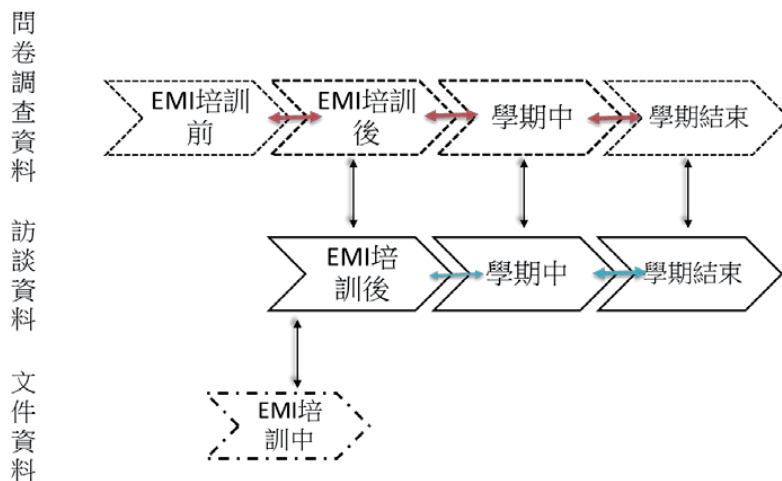 問卷調查資料
EMI培訓
前
EMI培訓
後
學期中
學期結束
訪談資料
EMI培
訓後
學期中
學期結束
文件資料
EMI培
訓中